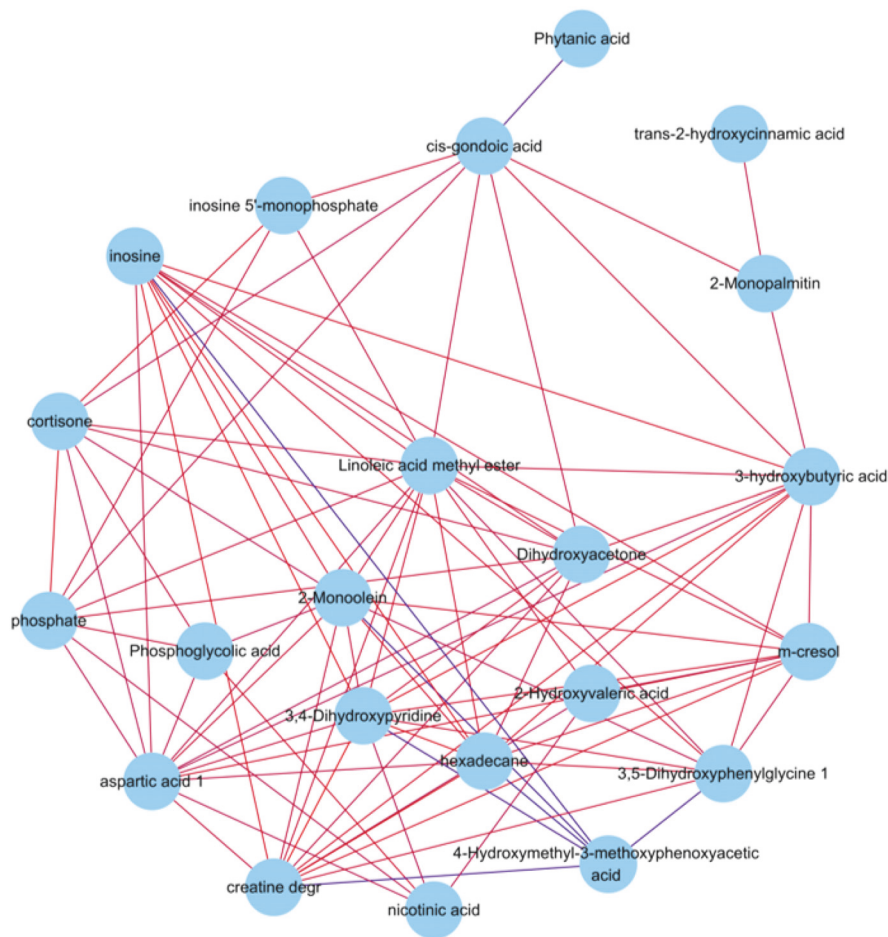 Phytanic acid
trans-2-hydroxycinnamic acid
cis-gondoic acid
inosine 5'-monophosphate
inosine
2-Monopalmitin
cortisone
Linoleic acid methyl ester
3-hydroxybutyric acid
Dihydroxyacetone
2-Monoolein
phosphate
Phosphoglycolic acid
m-cresol
2-Hydroxyvaleric acid
3,4-Dihydroxypyridine
hexadecane
3,5-Dihydroxyphenylglycine 1
aspartic acid 1
4-Hydroxymethyl-3-methoxyphenoxyacetic
acid
creatine degr
nicotinic acid